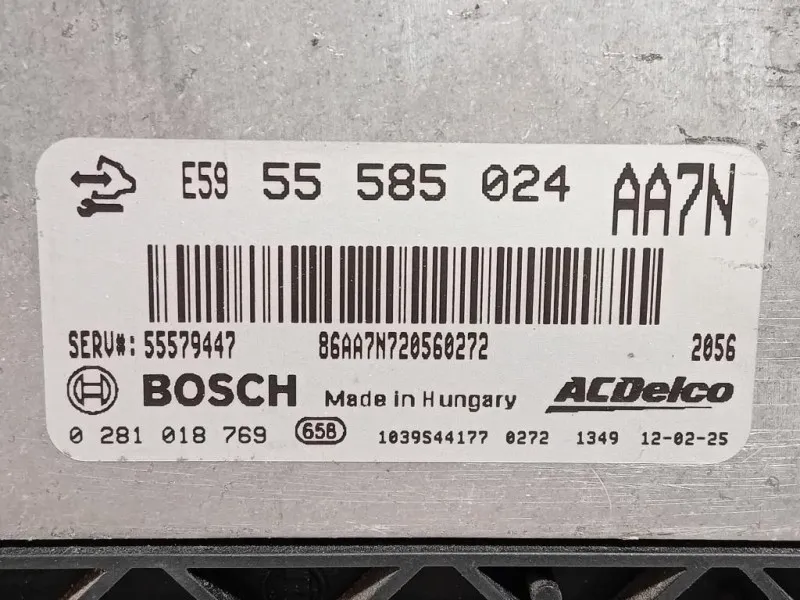 E59 55 585 024 AA7N
SERV#: 55579447 86AA7N720560272 2056
BOSCH Made in Hungary ACDelco
0 281 018 769 658 1039S44177 0272 1349 12-02-25